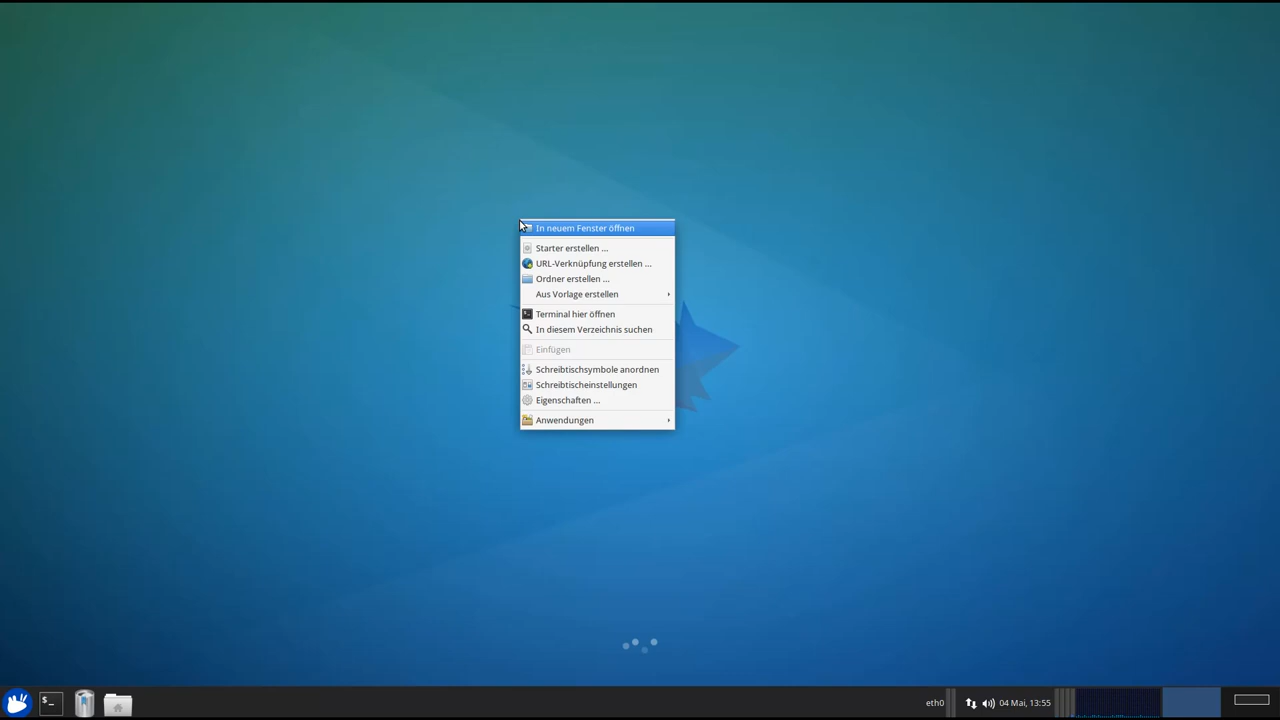 In neuem Fenster öffnen
Starter erstellen ...
URL-Verknüpfung erstellen ...
Ordner erstellen ...
Aus Vorlage erstellen
Terminal hier öffnen
In diesem Verzeichnis suchen
Einfügen
Schreibtischsymbole anordnen
Schreibtischeinstellungen
Eigenschaften ...
Anwendungen
$_ eth0 04 Mai, 13:55